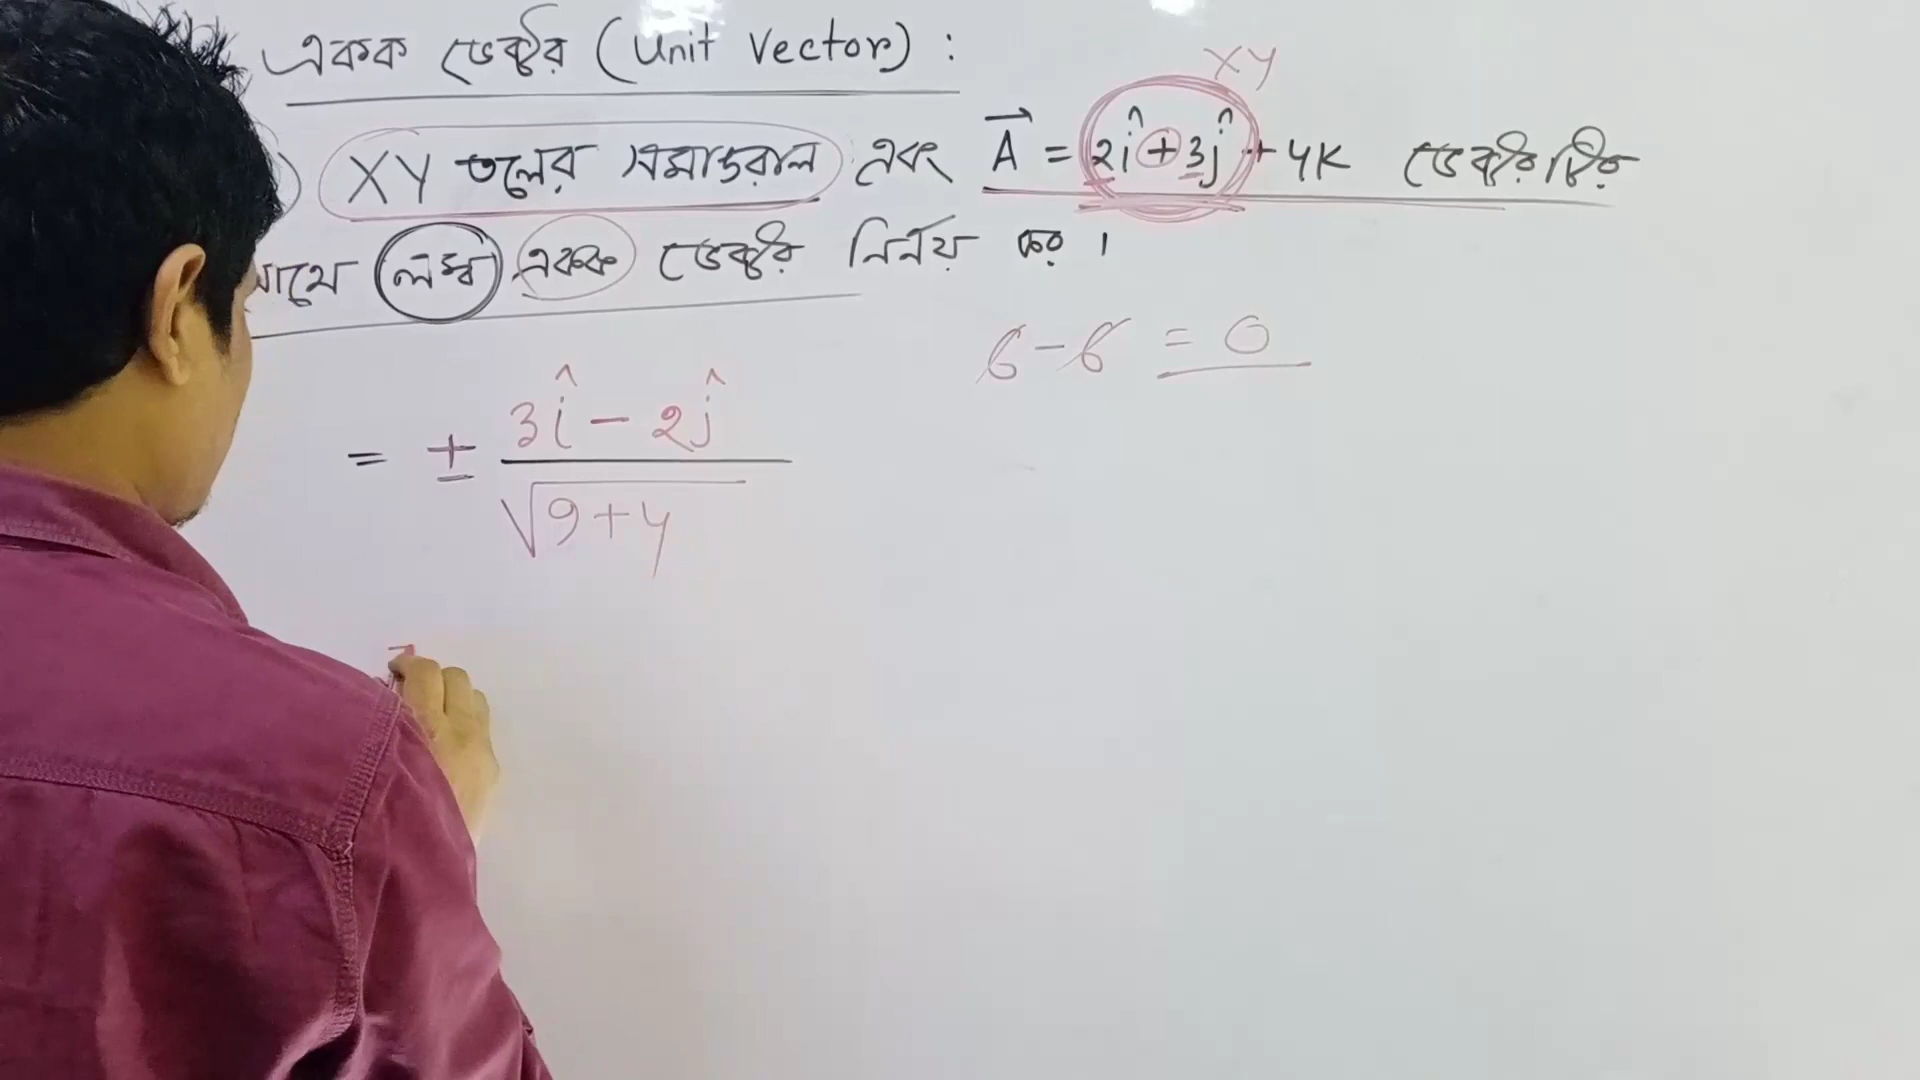 একক ভেক্টর (Unit Vector) :
XY
) XY তলের সমান্তরাল এবং A⃗ = 2î + 3ĵ + 4K ভেক্টরটির
সাথে লম্ব একক ভেক্টর নির্নয় কর ।
6 - 6 = 0
= ± (3î - 2ĵ) / √(9+4)